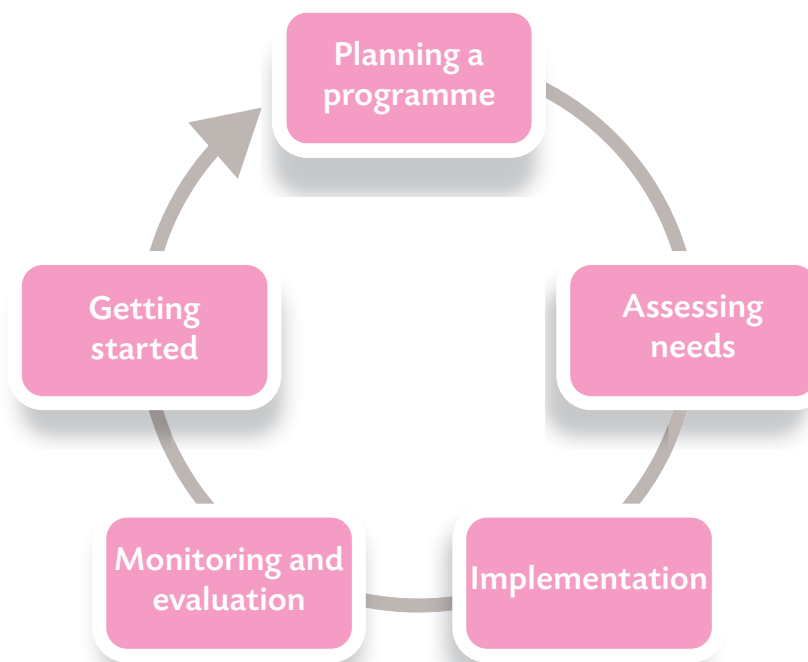 Planning a
programme
Assessing
needs
Implementation
Monitoring and
evaluation
Getting
started